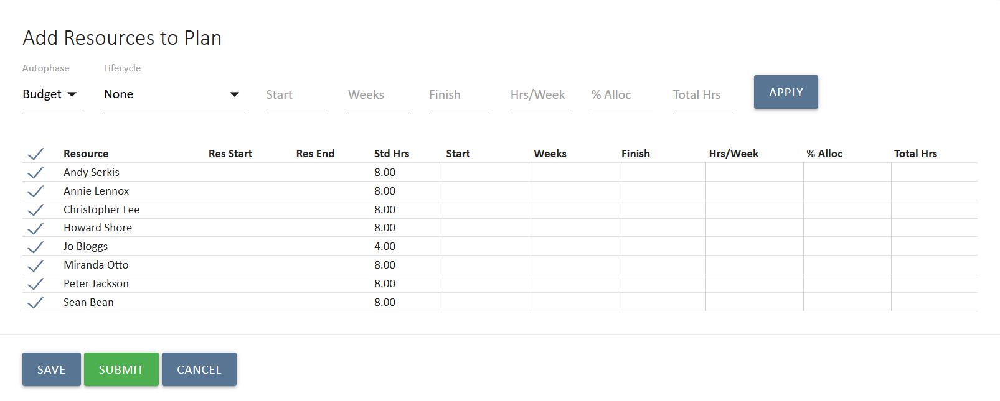 Add Resources to Plan
Autophase Lifecycle
Budget None Start Weeks Finish Hrs/Week % Alloc Total Hrs APPLY
Resource Res Start Res End Std Hrs Start Weeks Finish Hrs/Week % Alloc Total Hrs
Andy Serkis 8.00
Annie Lennox 8.00
Christopher Lee 8.00
Howard Shore 8.00
Jo Bloggs 4.00
Miranda Otto 8.00
Peter Jackson 8.00
Sean Bean 8.00
SAVE SUBMIT CANCEL